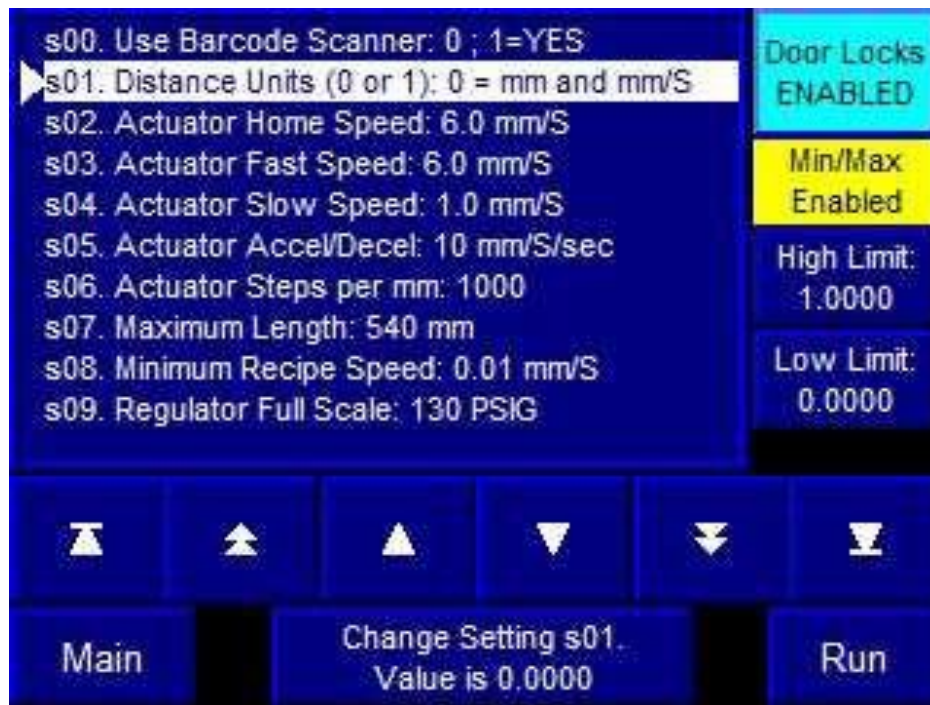 s00. Use Barcode Scanner: 0 ; 1=YES
s01. Distance Units (0 or 1): 0 = mm and mm/S
s02. Actuator Home Speed: 6.0 mm/S
s03. Actuator Fast Speed: 6.0 mm/S
s04. Actuator Slow Speed: 1.0 mm/S
s05. Actuator Accel/Decel: 10 mm/S/sec
s06. Actuator Steps per mm: 1000
s07. Maximum Length: 540 mm
s08. Minimum Recipe Speed: 0.01 mm/S
s09. Regulator Full Scale: 130 PSIG
Door Locks
ENABLED
Min/Max
Enabled
High Limit:
1.0000
Low Limit:
0.0000
Main
Change Setting s01.
Value is 0.0000
Run